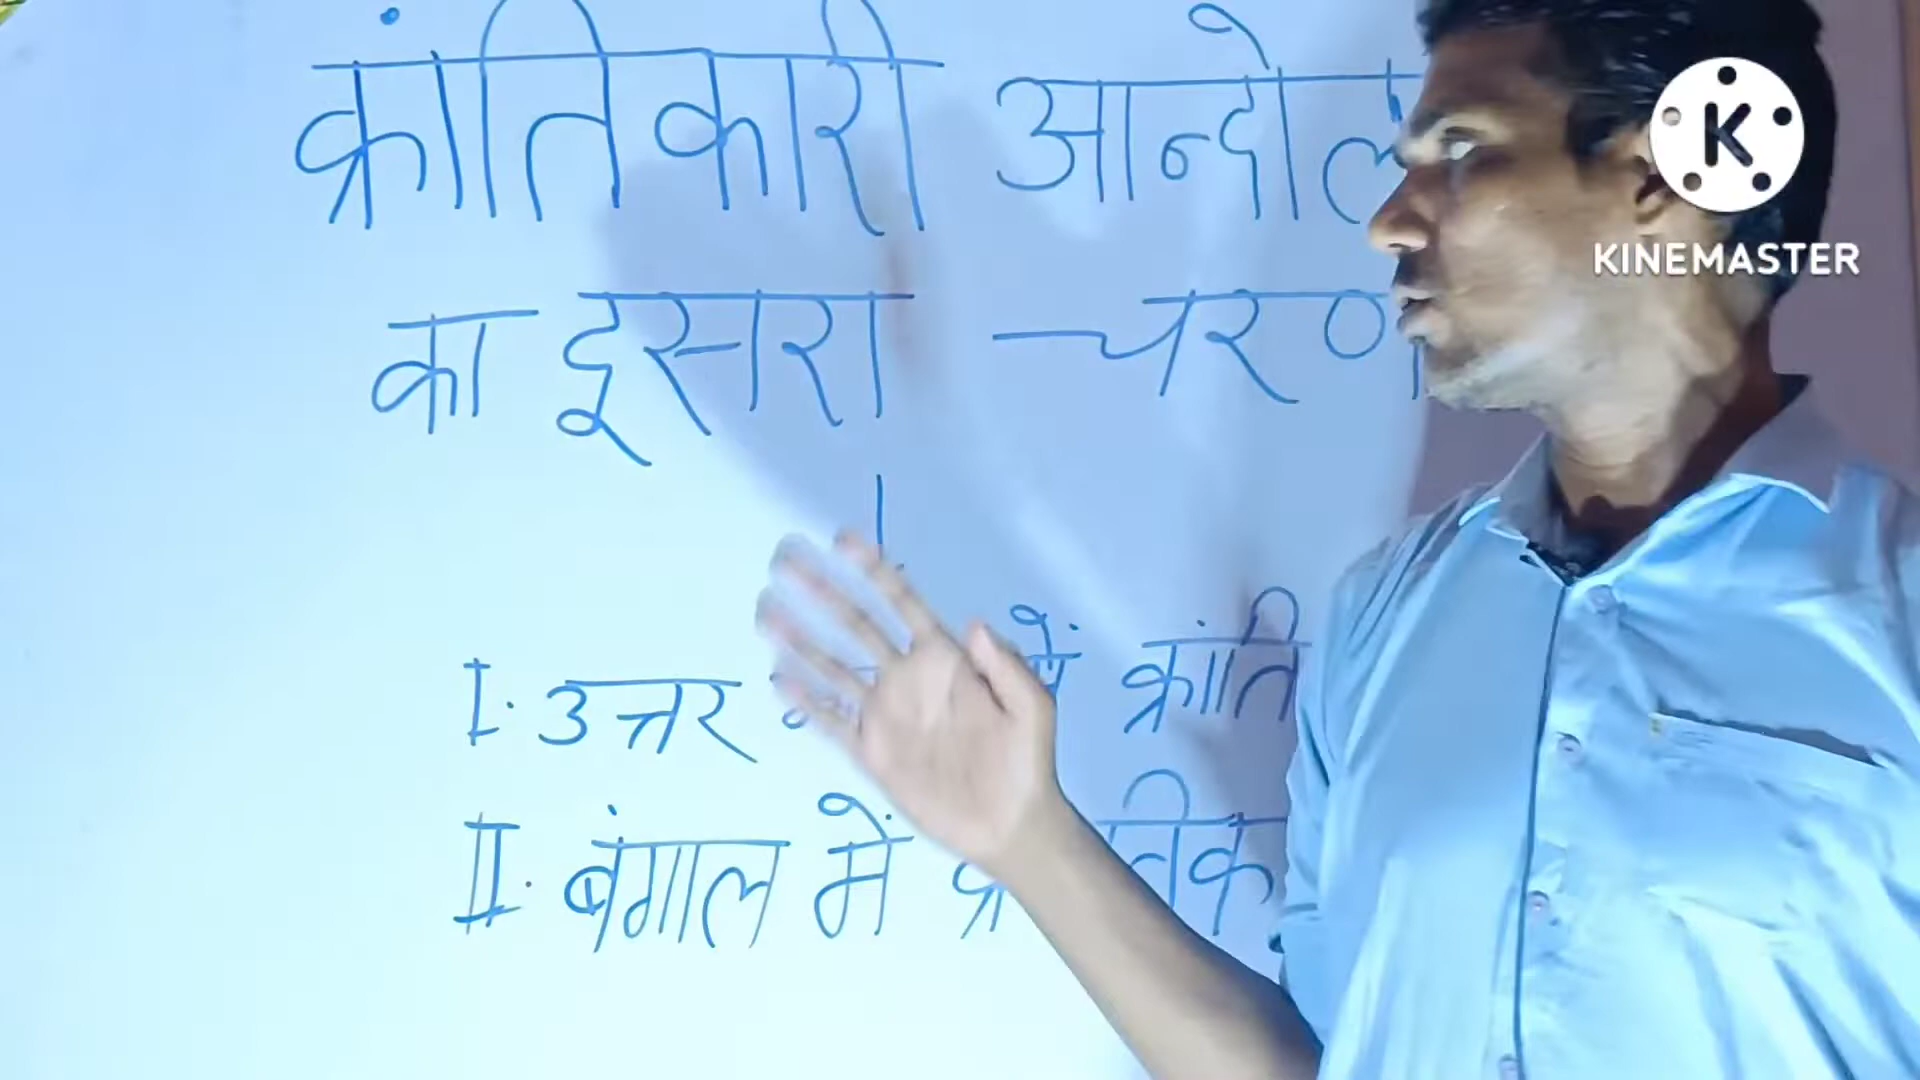 क्रांतिकारी आन्दोल
का दूसरा चरण
I. उत्तर में क्रांति
II. बंगाल में
KINEMASTER